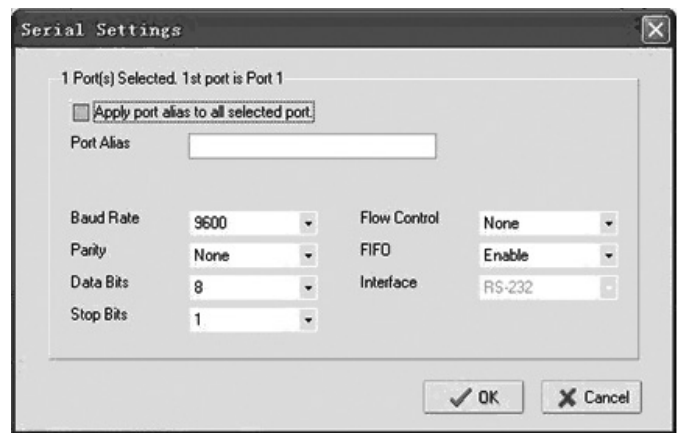 Serial Settings
1 Port(s) Selected. 1st port is Port 1
Apply port alias to all selected port.
Port Alias
Baud Rate 9600 Flow Control None
Parity None FIFO Enable
Data Bits 8 Interface RS-232
Stop Bits 1
OK Cancel